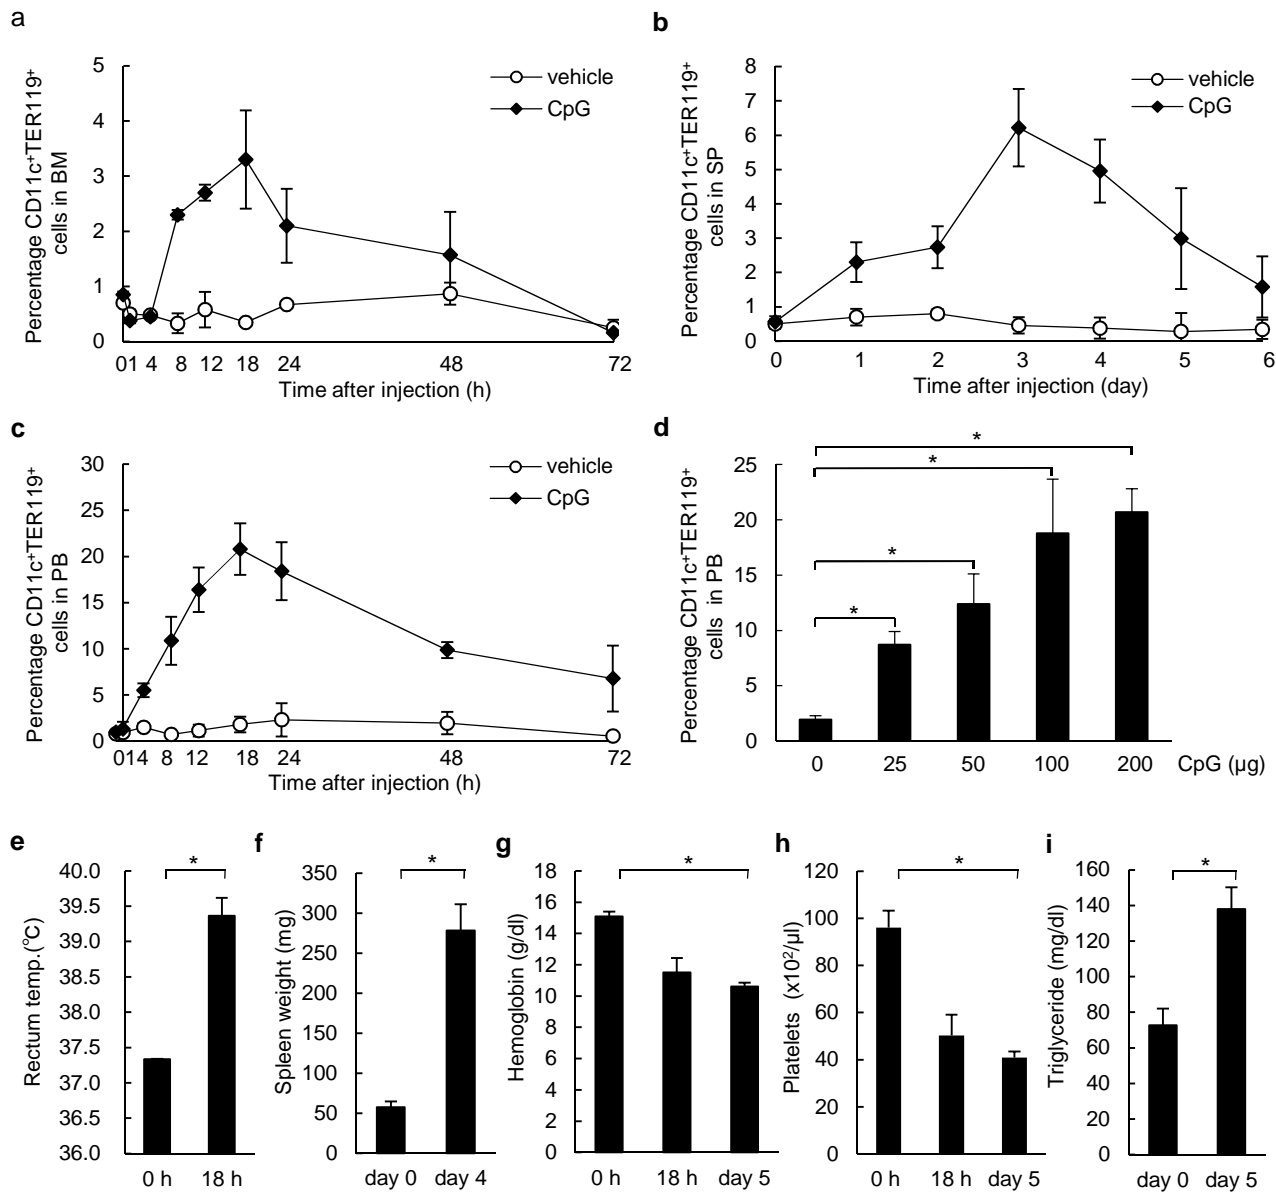 a
Percentage CD11c⁺TER119⁺
cells in BM
5
4
3
2
1
0
vehicle
CpG
01 4 8 12 18 24 48 72
Time after injection (h)
b
Percentage CD11c⁺TER119⁺
cells in SP
8
7
6
5
4
3
2
1
0
vehicle
CpG
0 1 2 3 4 5 6
Time after injection (day)
c
Percentage CD11c⁺TER119⁺
cells in PB
30
25
20
15
10
5
0
vehicle
CpG
014 8 12 18 24 48 72
Time after injection (h)
d
Percentage CD11c⁺TER119⁺
cells in PB
25
20
15
10
5
0
*
*
*
*
0 25 50 100 200 CpG (µg)
e
Rectum temp.(°C)
40.0
39.5
39.0
38.5
38.0
37.5
37.0
36.5
36.0
*
0 h 18 h
f
Spleen weight (mg)
350
300
250
200
150
100
50
0
*
day 0 day 4
g
Hemoglobin (g/dl)
18
16
14
12
10
8
6
4
2
0
*
0 h 18 h day 5
h
Platelets (x10²/µl)
120
100
80
60
40
20
0
*
0 h 18 h day 5
i
Triglyceride (mg/dl)
160
140
120
100
80
60
40
20
0
*
day 0 day 5